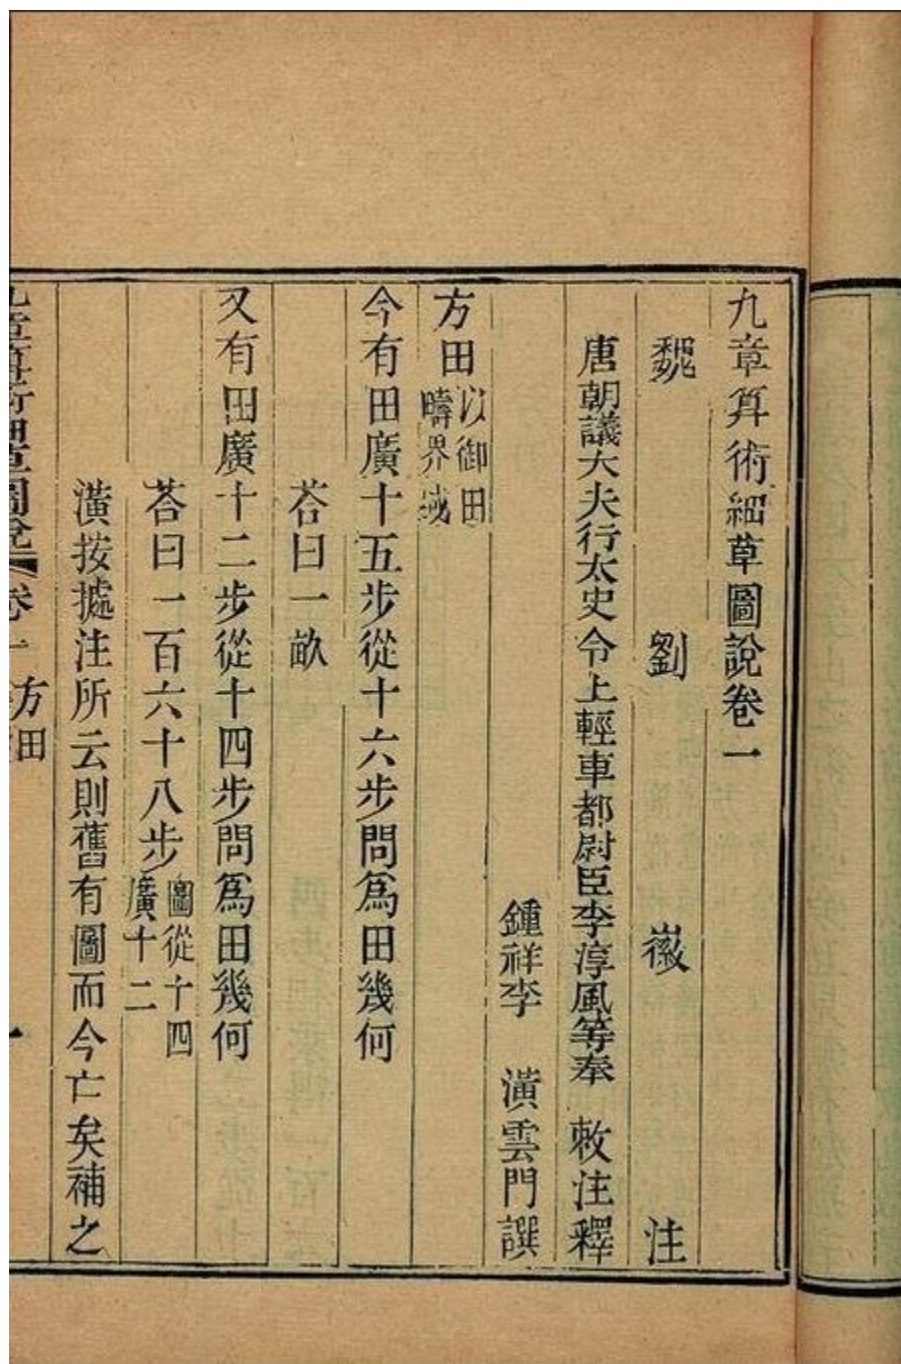 九章算術細草圖說卷一
魏 劉 徽 注
唐朝議大夫行太史令上輕車都尉臣李淳風等奉 敕注釋
鍾祥李 潢雲門譔
方田以御田疇界域
今有田廣十五步從十六步問為田幾何
荅曰一畝
又有田廣十二步從十四步問為田幾何
荅曰一百六十八步圖從十四廣十二
潢按據注所云則舊有圖而今亡矣補之
九章算術細草圖說 卷一 方田 一